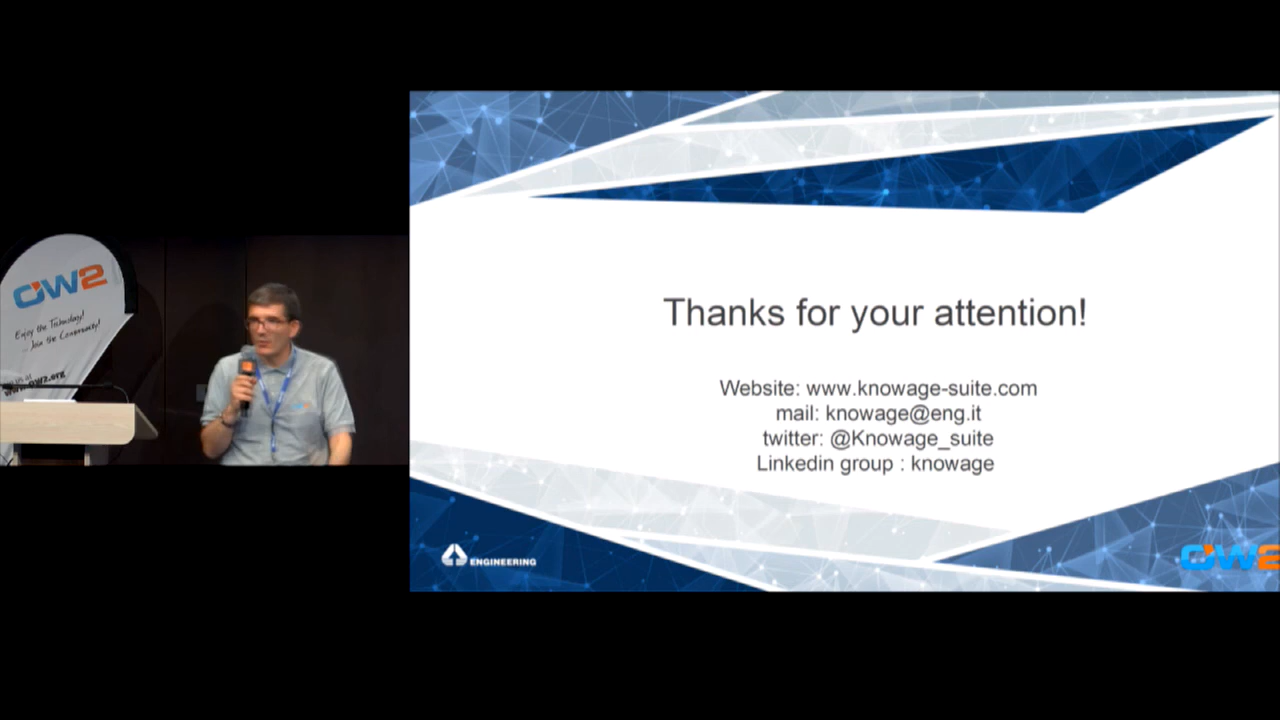 OW2
Enjoy the Technology!
Join the Community!
www.ow2.org
Thanks for your attention!
Website: www.knowage-suite.com
mail: knowage@eng.it
twitter: @Knowage_suite
Linkedin group : knowage
ENGINEERING
OW2